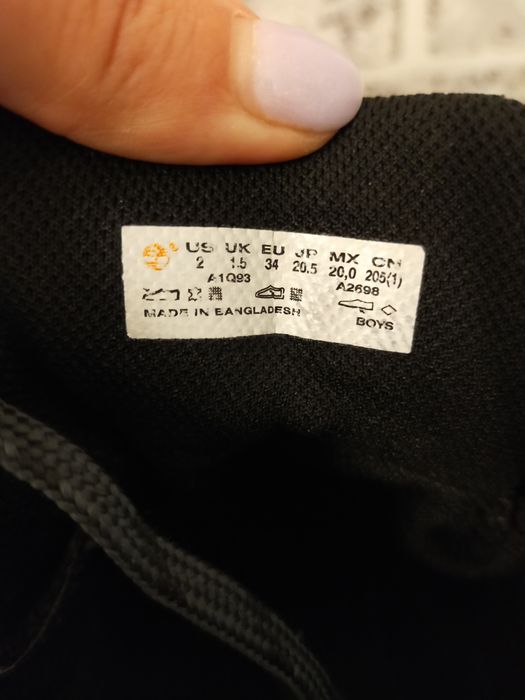 US UK EU JP MX CN
2 1.5 34 20.5 20,0 205(1)
A1Q93 A2698
MADE IN BANGLADESH BOYS